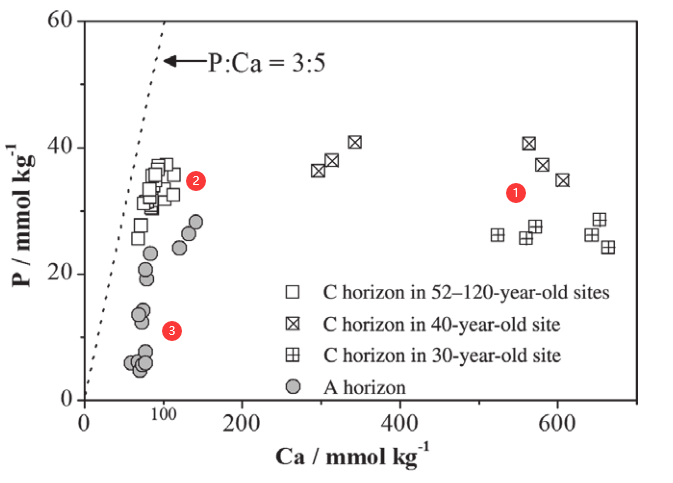 60
P:Ca = 3:5
40
2
1
P / mmol kg⁻¹
20
C horizon in 52–120-year-old sites
C horizon in 40-year-old site
3
C horizon in 30-year-old site
A horizon
0
0
100
200
400
600
Ca / mmol kg⁻¹